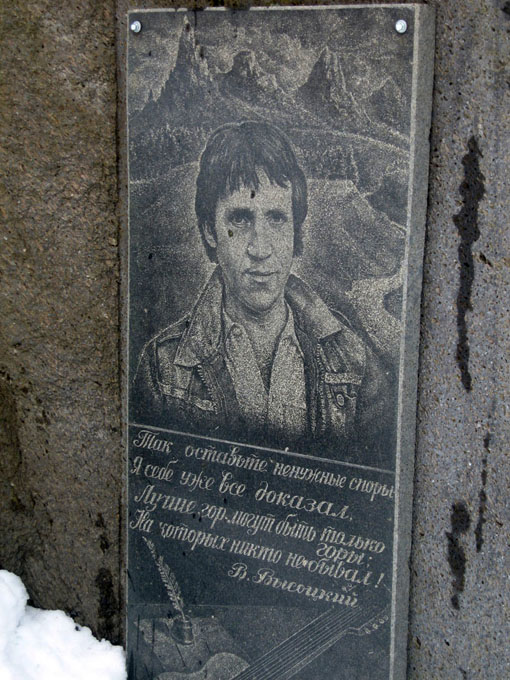 Так оставьте ненужные споры
Я себе уже все доказал.
Лучше гор могут быть только
горы:
На которых никто не бывал!
В. Высоцкий